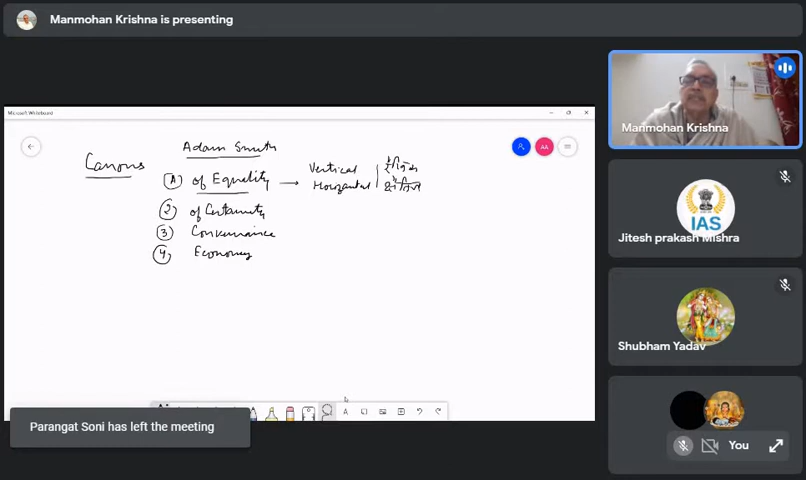 Manmohan Krishna is presenting
Microsoft Whiteboard
Adam Smith
Canons
1 of Equality → Vertical
Horizontal
2 of Certainty
3 Convenience
4 Economy
AA
A
Parangat Soni has left the meeting
Manmohan Krishna
IAS
Jitesh prakash Mishra
Shubham Yadav
You